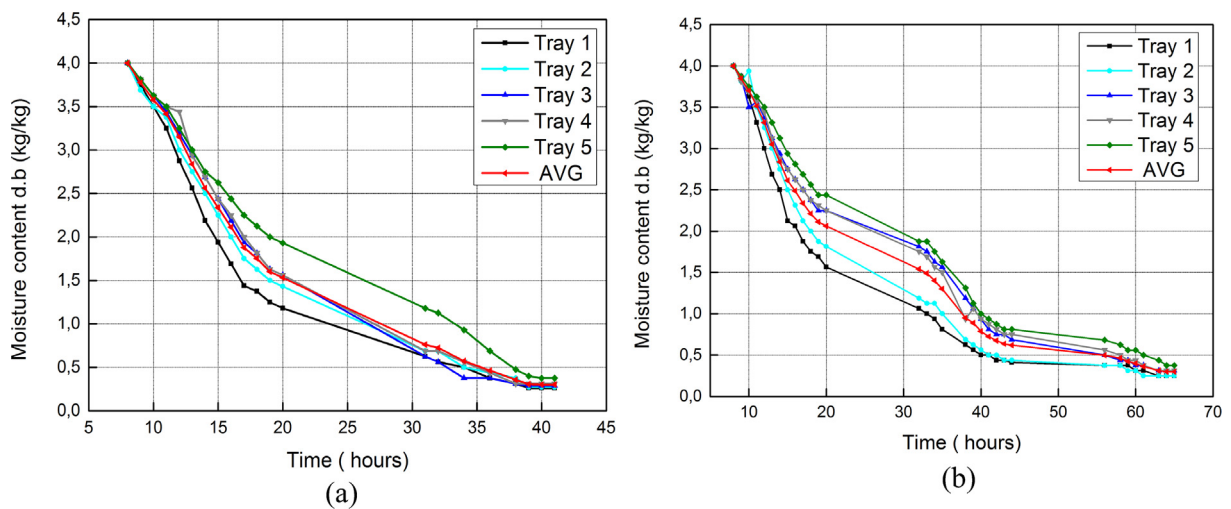 4,5
4,0
3,5
3,0
2,5
2,0
1,5
1,0
0,5
0,0
Moisture content d.b (kg/kg)
5 10 15 20 25 30 35 40 45
Time ( hours)
Tray 1
Tray 2
Tray 3
Tray 4
Tray 5
AVG
(a)
4,5
4,0
3,5
3,0
2,5
2,0
1,5
1,0
0,5
0,0
Moisture content d.b (kg/kg)
10 20 30 40 50 60 70
Time (hours)
Tray 1
Tray 2
Tray 3
Tray 4
Tray 5
AVG
(b)